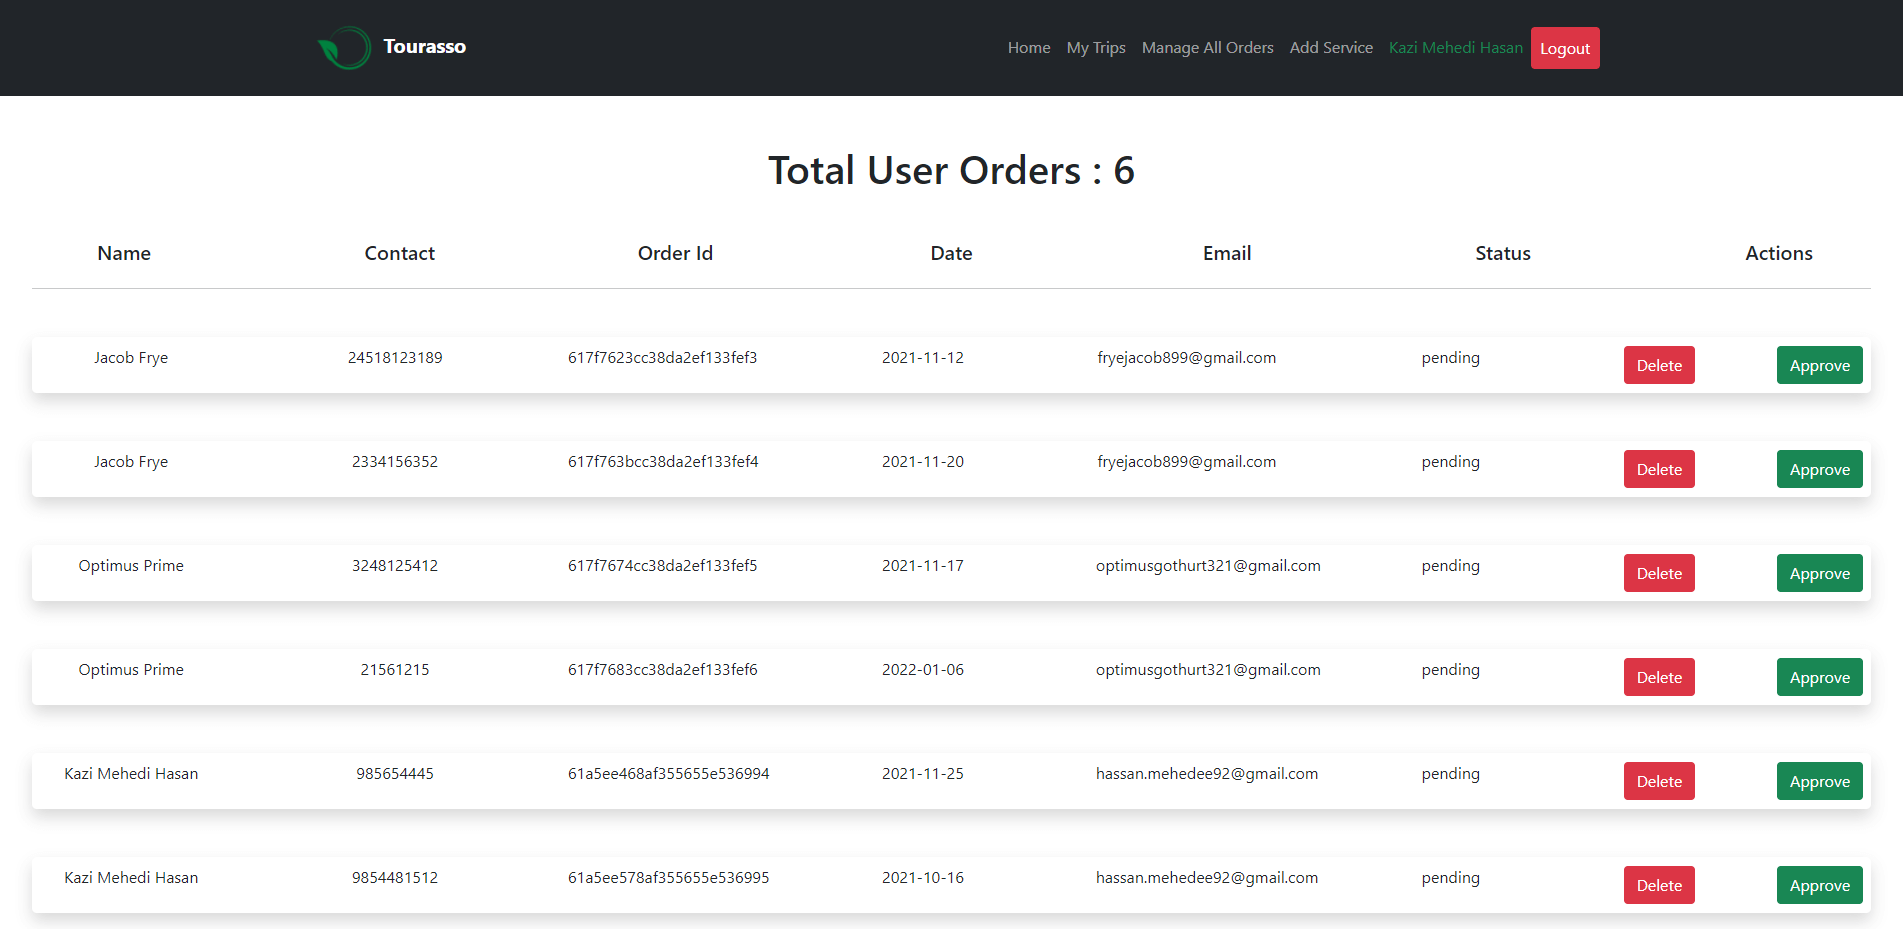 Tourasso Home My Trips Manage All Orders Add Service Kazi Mehedi Hasan Logout
Total User Orders : 6
Name Contact Order Id Date Email Status Actions
Jacob Frye 24518123189 617f7623cc38da2ef133fef3 2021-11-12 fryejacob899@gmail.com pending Delete Approve
Jacob Frye 2334156352 617f763bcc38da2ef133fef4 2021-11-20 fryejacob899@gmail.com pending Delete Approve
Optimus Prime 3248125412 617f7674cc38da2ef133fef5 2021-11-17 optimusgothurt321@gmail.com pending Delete Approve
Optimus Prime 21561215 617f7683cc38da2ef133fef6 2022-01-06 optimusgothurt321@gmail.com pending Delete Approve
Kazi Mehedi Hasan 985654445 61a5ee468af355655e536994 2021-11-25 hassan.mehedee92@gmail.com pending Delete Approve
Kazi Mehedi Hasan 9854481512 61a5ee578af355655e536995 2021-10-16 hassan.mehedee92@gmail.com pending Delete Approve